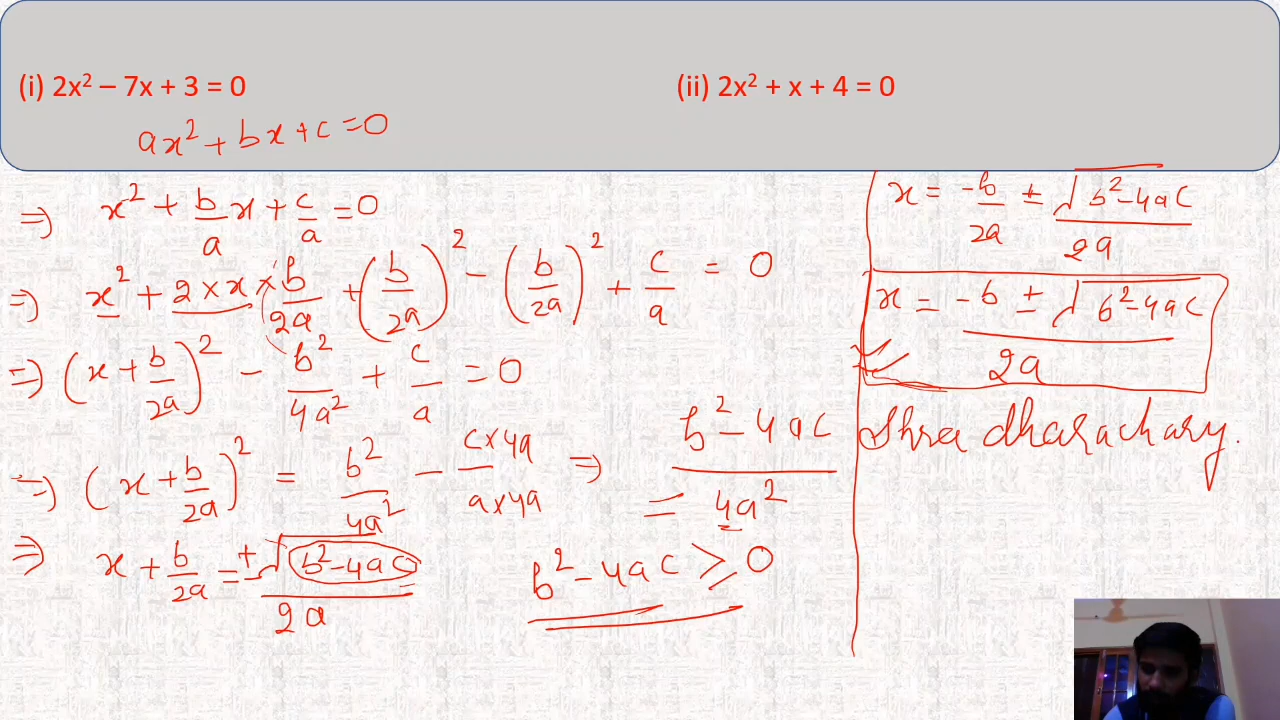 (i) 2x² – 7x + 3 = 0
(ii) 2x² + x + 4 = 0
ax² + bx + c = 0
⇒ x² + b/a x + c/a = 0
⇒ x² + 2 × x × b/2a + (b/2a)² − (b/2a)² + c/a = 0
⇒ (x + b/2a)² − b²/4a² + c/a = 0
⇒ (x + b/2a)² = b²/4a² − c×4a/a×4a ⇒ b² − 4ac
= 4a²
⇒ x + b/2a = ± √b² − 4ac / 2a
b² − 4ac ≥ 0
x = −b/2a ± √b² − 4ac / 2a
x = −b ± √b² − 4ac / 2a
Shree dharachary.